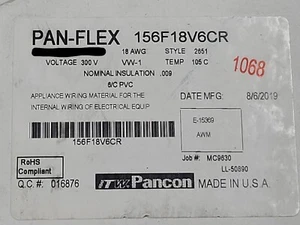 PAN-FLEX 156F18V6CR
18 AWG STYLE 2651
VOLTAGE 300 V VW-1 TEMP 105 C
NOMINAL INSULATION .009
6/C PVC
1068
APPLIANCE WIRING MATERIAL FOR THE
INTERNAL WIRING OF ELECTRICAL EQUIP
DATE MFG: 8/6/2019
E-15369
AWM
156F18V6CR
Job #: MC9630
LL-50890
RoHS
Compliant
Q.C. #: 016876
ITW Pancon MADE IN U.S.A.